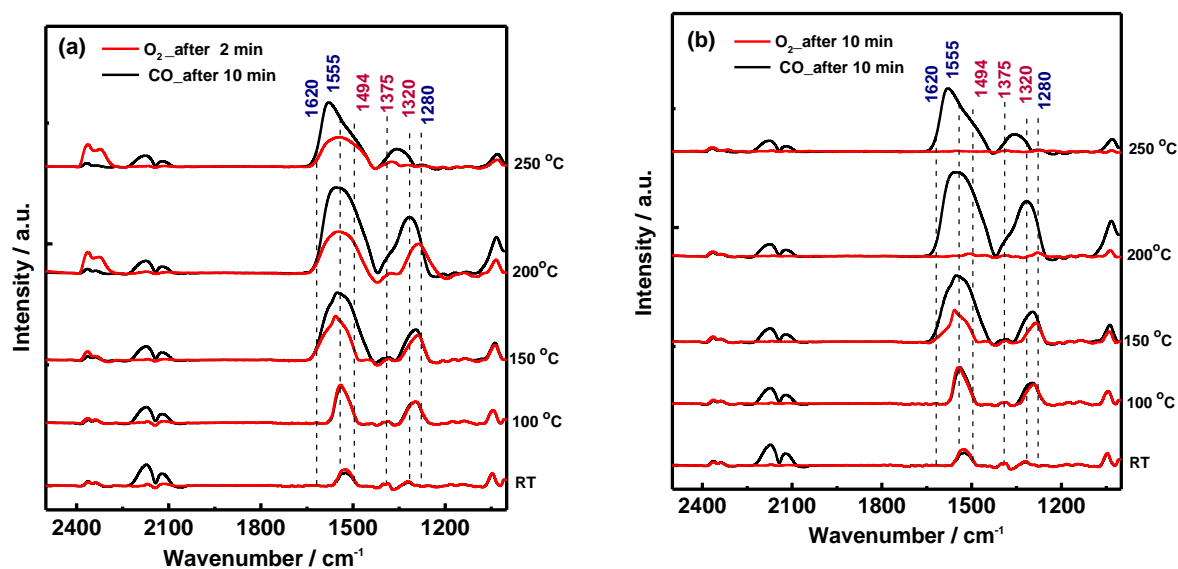 (a)
O₂_after 2 min
CO_after 10 min
1620
1555
1494
1375
1320
1280
250 °C
200°C
150 °C
100 °C
RT
Intensity / a.u.
2400
2100
1800
1500
1200
Wavenumber / cm⁻¹
(b)
O₂_after 10 min
CO_after 10 min
1620
1555
1494
1375
1320
1280
250 °C
200°C
150 °C
100 °C
RT
Intensity / a.u.
2400
2100
1800
1500
1200
Wavenumber / cm⁻¹